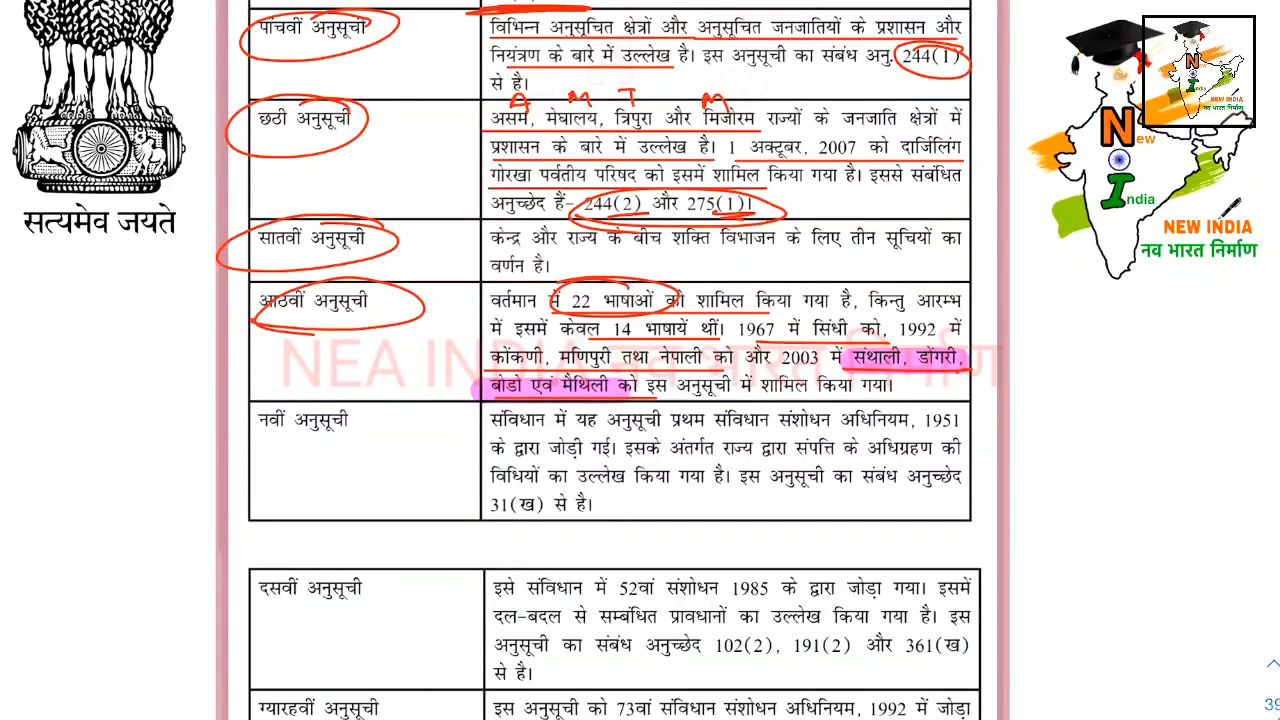 पांचवीं अनुसूची
विभिन्न अनुसूचित क्षेत्रों और अनुसूचित जनजातियों के प्रशासन और
नियंत्रण के बारे में उल्लेख है। इस अनुसूची का संबंध अनु. 244(1)
से है।
A M T M
छठी अनुसूची
असम, मेघालय, त्रिपुरा और मिजोरम राज्यों के जनजाति क्षेत्रों में
प्रशासन के बारे में उल्लेख है। 1 अक्टूबर, 2007 को दार्जिलिंग
गोरखा पर्वतीय परिषद को इसमें शामिल किया गया है। इससे संबंधित
अनुच्छेद हैं- 244(2) और 275(1)।
सातवीं अनुसूची
केन्द्र और राज्य के बीच शक्ति विभाजन के लिए तीन सूचियों का
वर्णन है।
आठवीं अनुसूची
वर्तमान में 22 भाषाओं को शामिल किया गया है, किन्तु आरम्भ
में इसमें केवल 14 भाषायें थीं। 1967 में सिंधी को, 1992 में
कोंकणी, मणिपुरी तथा नेपाली को और 2003 में संथाली, डोंगरी,
बोडो एवं मैथिली को इस अनुसूची में शामिल किया गया।
नवीं अनुसूची
संविधान में यह अनुसूची प्रथम संविधान संशोधन अधिनियम, 1951
के द्वारा जोड़ी गई। इसके अंतर्गत राज्य द्वारा संपत्ति के अधिग्रहण की
विधियों का उल्लेख किया गया है। इस अनुसूची का संबंध अनुच्छेद
31(ख) से है।
दसवीं अनुसूची
इसे संविधान में 52वां संशोधन 1985 के द्वारा जोड़ा गया। इसमें
दल-बदल से सम्बंधित प्रावधानों का उल्लेख किया गया है। इस
अनुसूची का संबंध अनुच्छेद 102(2), 191(2) और 361(ख)
से है।
ग्यारहवीं अनुसूची
इस अनुसूची को 73वां संविधान संशोधन अधिनियम, 1992 में जोड़ा
सत्यमेव जयते
NEA INDIA नव भारत निर्माण
New
India
NEW INDIA
नव भारत निर्माण
N
I
NEW INDIA
39